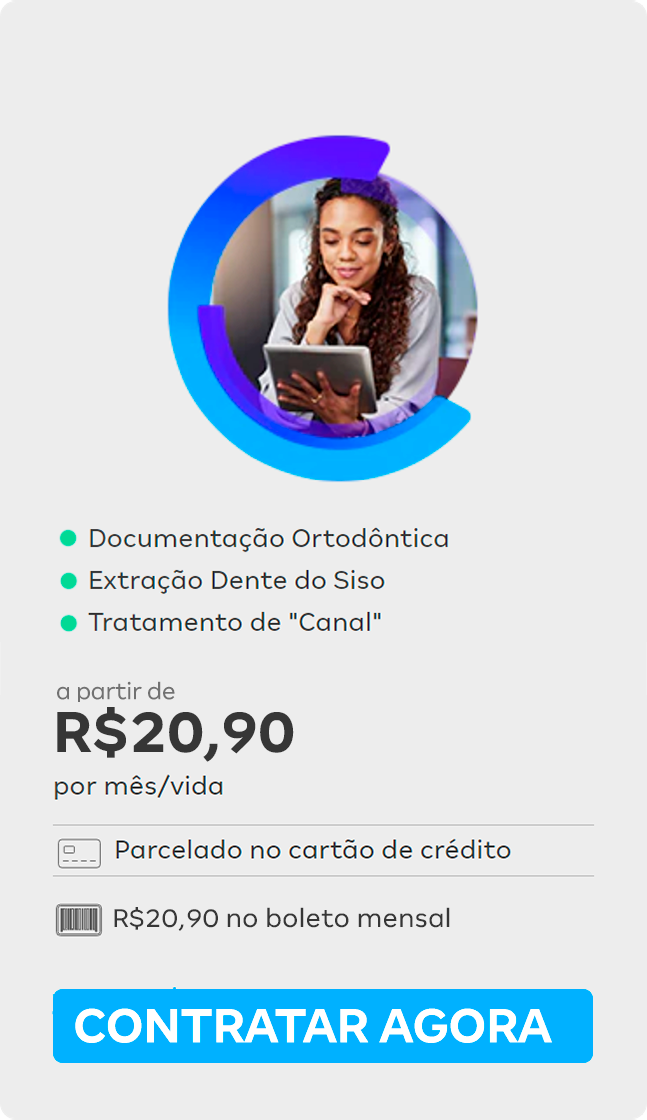 Documentação Ortodôntica
Extração Dente do Siso
Tratamento de "Canal"
a partir de
R$20,90
por mês/vida
Parcelado no cartão de crédito
R$20,90 no boleto mensal
CONTRATAR AGORA